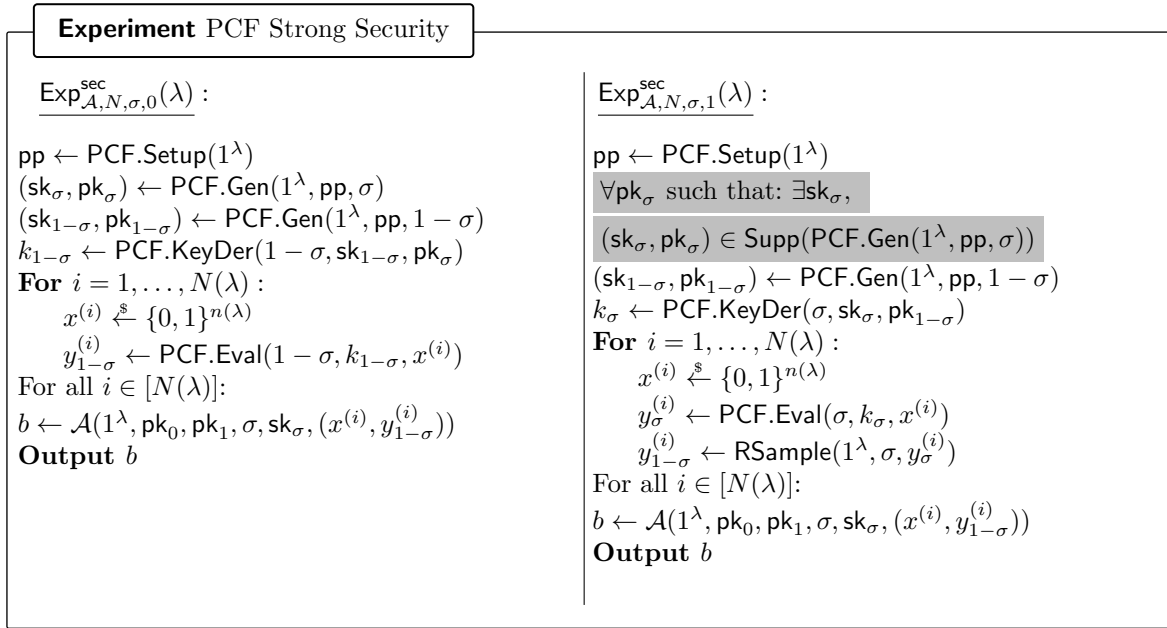 Experiment PCF Strong Security
Exp^{sec}_{𝒜,N,σ,0}(λ) :
pp ← PCF.Setup(1^λ)
(sk_σ, pk_σ) ← PCF.Gen(1^λ, pp, σ)
(sk_{1−σ}, pk_{1−σ}) ← PCF.Gen(1^λ, pp, 1 − σ)
k_{1−σ} ← PCF.KeyDer(1 − σ, sk_{1−σ}, pk_σ)
For i = 1, . . . , N(λ) :
x^{(i)} ←$ {0, 1}^{n(λ)}
y^{(i)}_{1−σ} ← PCF.Eval(1 − σ, k_{1−σ}, x^{(i)})
For all i ∈ [N(λ)]:
b ← 𝒜(1^λ, pk_0, pk_1, σ, sk_σ, (x^{(i)}, y^{(i)}_{1−σ}))
Output b
Exp^{sec}_{𝒜,N,σ,1}(λ) :
pp ← PCF.Setup(1^λ)
∀pk_σ such that: ∃sk_σ,
(sk_σ, pk_σ) ∈ Supp(PCF.Gen(1^λ, pp, σ))
(sk_{1−σ}, pk_{1−σ}) ← PCF.Gen(1^λ, pp, 1 − σ)
k_σ ← PCF.KeyDer(σ, sk_σ, pk_{1−σ})
For i = 1, . . . , N(λ) :
x^{(i)} ←$ {0, 1}^{n(λ)}
y^{(i)}_σ ← PCF.Eval(σ, k_σ, x^{(i)})
y^{(i)}_{1−σ} ← RSample(1^λ, σ, y^{(i)}_σ)
For all i ∈ [N(λ)]:
b ← 𝒜(1^λ, pk_0, pk_1, σ, sk_σ, (x^{(i)}, y^{(i)}_{1−σ}))
Output b